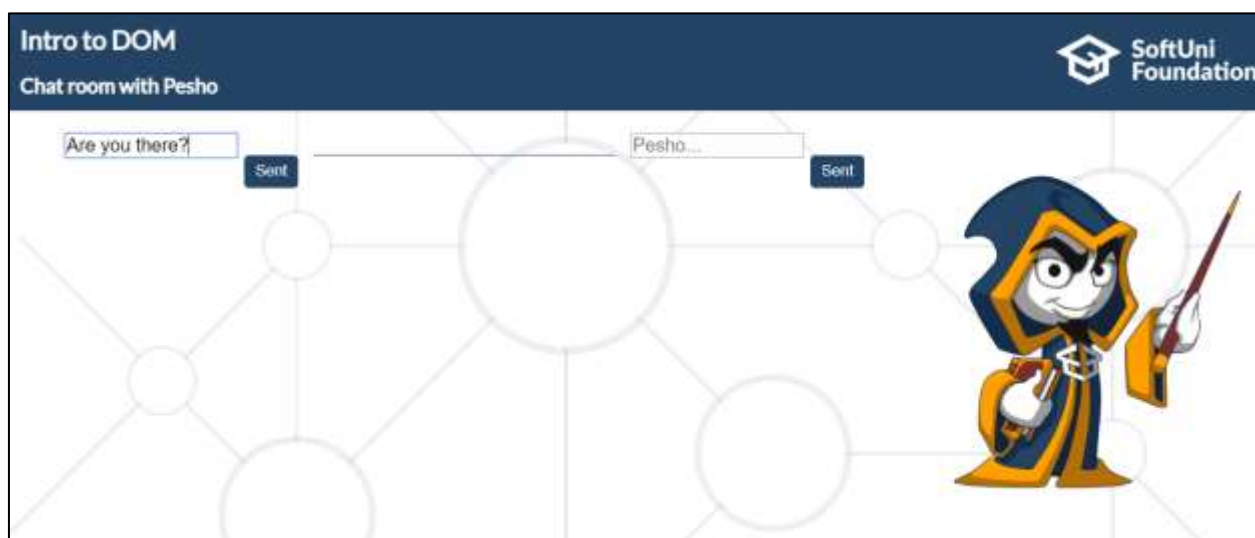 Intro to DOM
Chat room with Pesho
SoftUni
Foundation
Are you there?
Sent
Pesho...
Sent